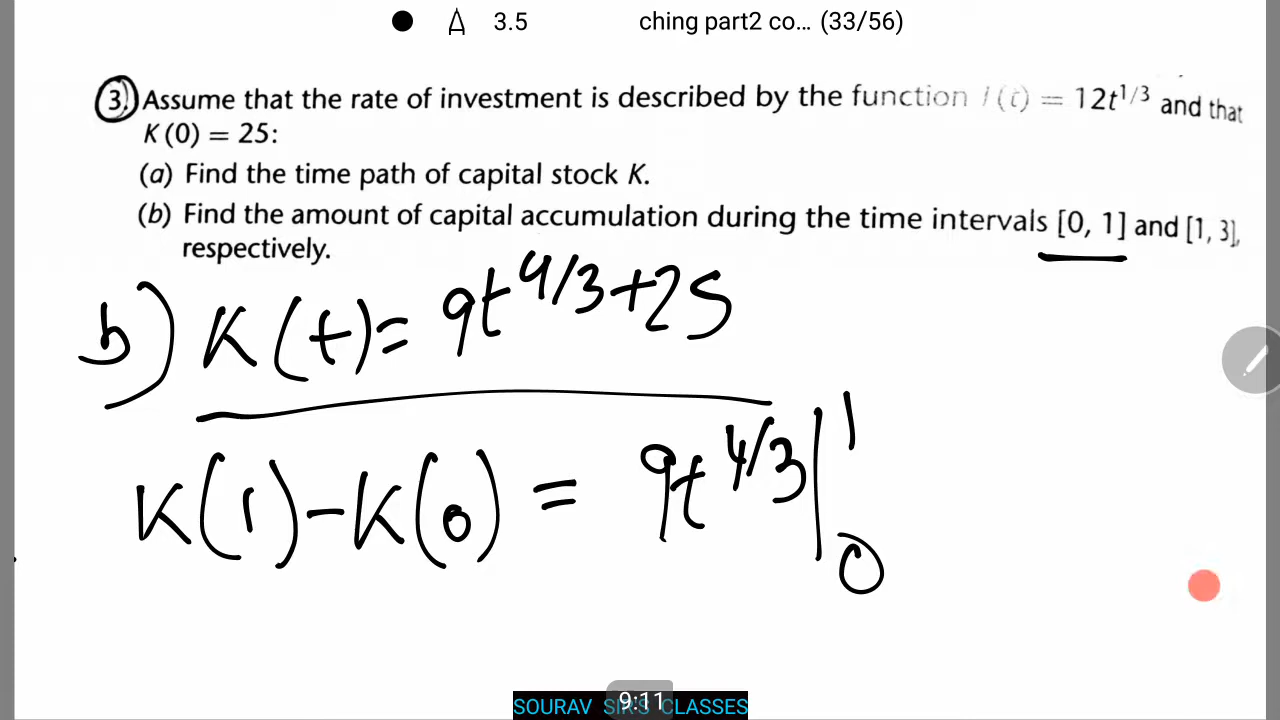 3.5 ching part2 co... (33/56)
3. Assume that the rate of investment is described by the function I(t) = 12t^{1/3} and that
K(0) = 25:
(a) Find the time path of capital stock K.
(b) Find the amount of capital accumulation during the time intervals [0, 1] and [1, 3],
respectively.
b) K(t) = 9t^{4/3} + 25
K(1) - K(0) = 9t^{4/3} |_0^1
9:11
SOURAV SIR'S CLASSES